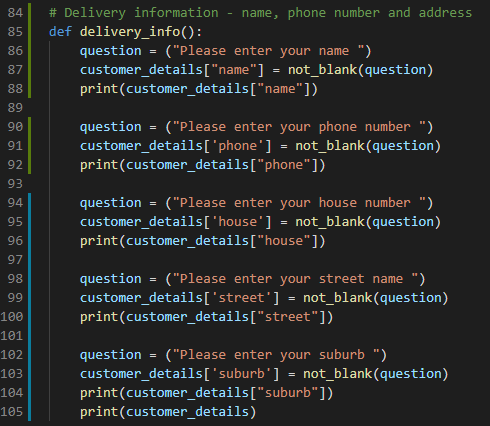 84 # Delivery information - name, phone number and address
85 def delivery_info():
86     question = ("Please enter your name ")
87     customer_details["name"] = not_blank(question)
88     print(customer_details["name"])
89
90     question = ("Please enter your phone number ")
91     customer_details['phone'] = not_blank(question)
92     print(customer_details["phone"])
93
94     question = ("Please enter your house number ")
95     customer_details['house'] = not_blank(question)
96     print(customer_details["house"])
97
98     question = ("Please enter your street name ")
99     customer_details['street'] = not_blank(question)
100     print(customer_details["street"])
101
102     question = ("Please enter your suburb ")
103     customer_details['suburb'] = not_blank(question)
104     print(customer_details["suburb"])
105     print(customer_details)